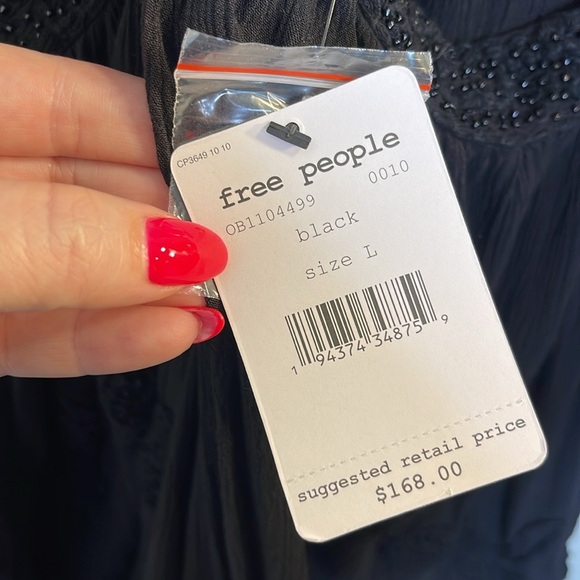 CP3649 10 10
free people
OB1104499 0010
black
size L
1 94374 34875 9
suggested retail price
$168.00